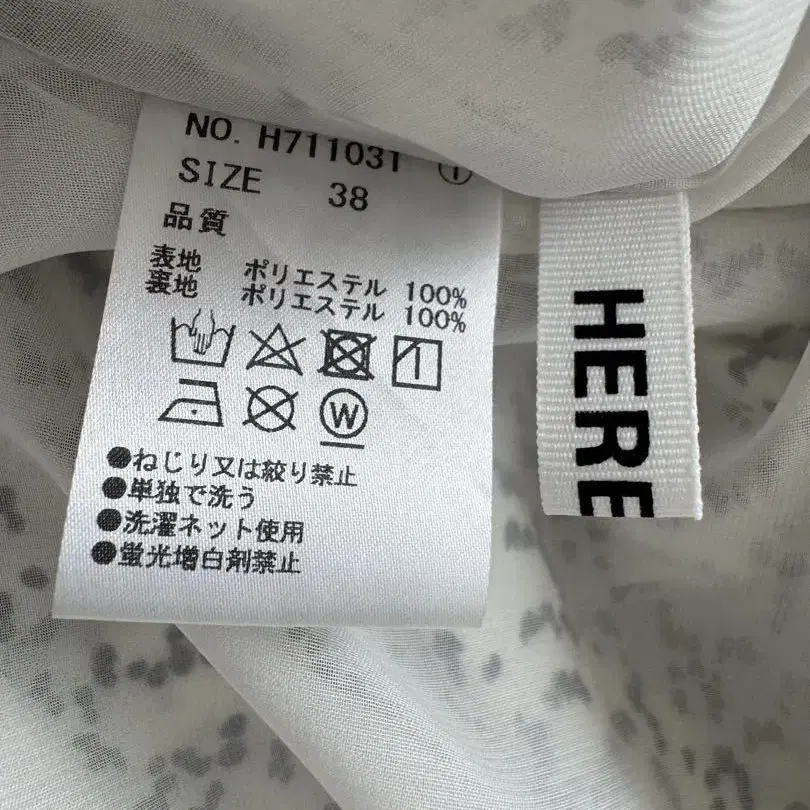 NO. H711031 ①
SIZE 38
品質
表地 ポリエステル 100%
裏地 ポリエステル 100%
W
●ねじり又は絞り禁止
●単独で洗う
●洗濯ネット使用
●蛍光増白剤禁止
HERE